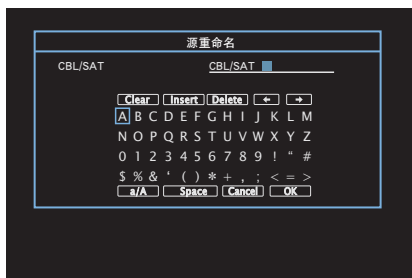 源重命名
CBL/SAT CBL/SAT
Clear Insert Delete ← →
A B C D E F G H I J K L M
N O P Q R S T U V W X Y Z
0 1 2 3 4 5 6 7 8 9 ! “ #
$ % & ‘ ( ) * + , ; < = >
a/A Space Cancel OK